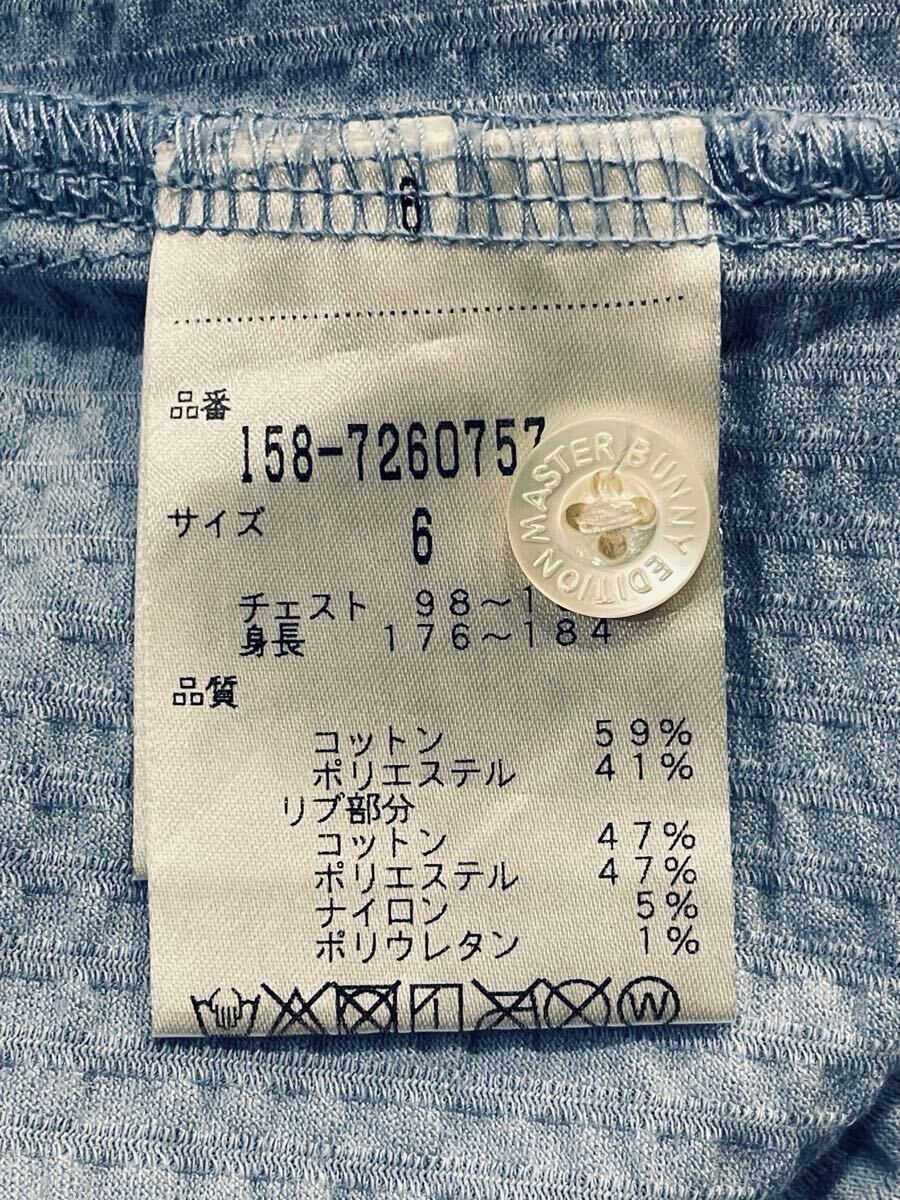 6
品番
158-7260757
サイズ 6
チェスト 98～1
身長 176～184
品質
コットン 59%
ポリエステル 41%
リブ部分
コットン 47%
ポリエステル 47%
ナイロン 5%
ポリウレタン 1%
W
MASTER BUNNY EDITION